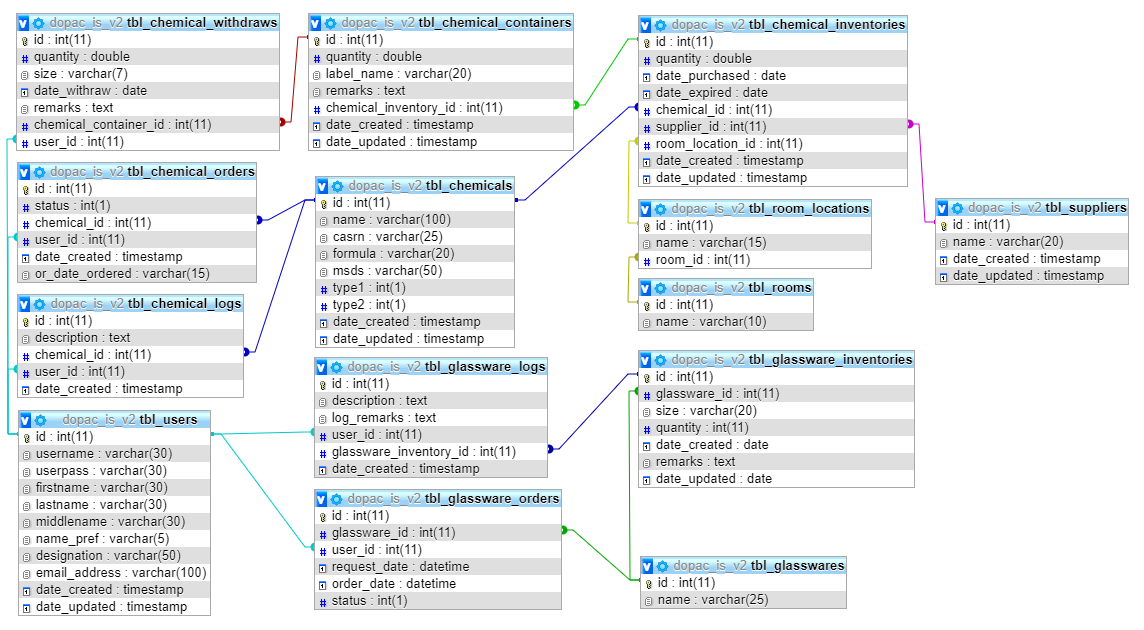 dopac_is_v2 tbl_chemical_withdraws
id : int(11)
quantity : double
size : varchar(7)
date_withraw : date
remarks : text
chemical_container_id : int(11)
user_id : int(11)
dopac_is_v2 tbl_chemical_containers
id : int(11)
quantity : double
label_name : varchar(20)
remarks : text
chemical_inventory_id : int(11)
date_created : timestamp
date_updated : timestamp
dopac_is_v2 tbl_chemical_inventories
id : int(11)
quantity : double
date_purchased : date
date_expired : date
chemical_id : int(11)
supplier_id : int(11)
room_location_id : int(11)
date_created : timestamp
date_updated : timestamp
dopac_is_v2 tbl_chemical_orders
id : int(11)
status : int(1)
chemical_id : int(11)
user_id : int(11)
date_created : timestamp
or_date_ordered : varchar(15)
dopac_is_v2 tbl_chemicals
id : int(11)
name : varchar(100)
casrn : varchar(25)
formula : varchar(20)
msds : varchar(50)
type1 : int(1)
type2 : int(1)
date_created : timestamp
date_updated : timestamp
dopac_is_v2 tbl_room_locations
id : int(11)
name : varchar(15)
room_id : int(11)
dopac_is_v2 tbl_suppliers
id : int(11)
name : varchar(20)
date_created : timestamp
date_updated : timestamp
dopac_is_v2 tbl_rooms
id : int(11)
name : varchar(10)
dopac_is_v2 tbl_chemical_logs
id : int(11)
description : text
chemical_id : int(11)
user_id : int(11)
date_created : timestamp
dopac_is_v2 tbl_glassware_logs
id : int(11)
description : text
log_remarks : text
user_id : int(11)
glassware_inventory_id : int(11)
date_created : timestamp
dopac_is_v2 tbl_glassware_inventories
id : int(11)
glassware_id : int(11)
size : varchar(20)
quantity : int(11)
date_created : date
remarks : text
date_updated : date
dopac_is_v2 tbl_users
id : int(11)
username : varchar(30)
userpass : varchar(30)
firstname : varchar(30)
lastname : varchar(30)
middlename : varchar(30)
name_pref : varchar(5)
designation : varchar(50)
email_address : varchar(100)
date_created : timestamp
date_updated : timestamp
dopac_is_v2 tbl_glassware_orders
id : int(11)
glassware_id : int(11)
user_id : int(11)
request_date : datetime
order_date : datetime
status : int(1)
dopac_is_v2 tbl_glasswares
id : int(11)
name : varchar(25)